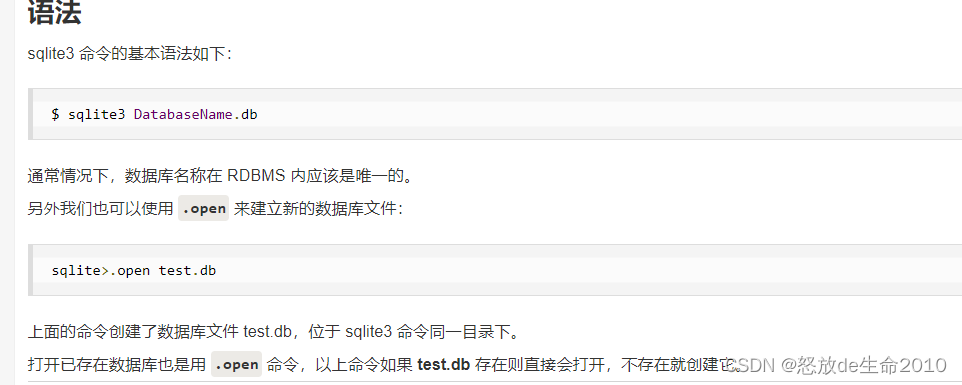 语法
sqlite3 命令的基本语法如下：
$ sqlite3 DatabaseName.db
通常情况下，数据库名称在 RDBMS 内应该是唯一的。
另外我们也可以使用 .open 来建立新的数据库文件：
sqlite>.open test.db
上面的命令创建了数据库文件 test.db，位于 sqlite3 命令同一目录下。
打开已存在数据库也是用 .open 命令，以上命令如果 test.db 存在则直接会打开，不存在就创建它。
CSDN @怒放de生命2010